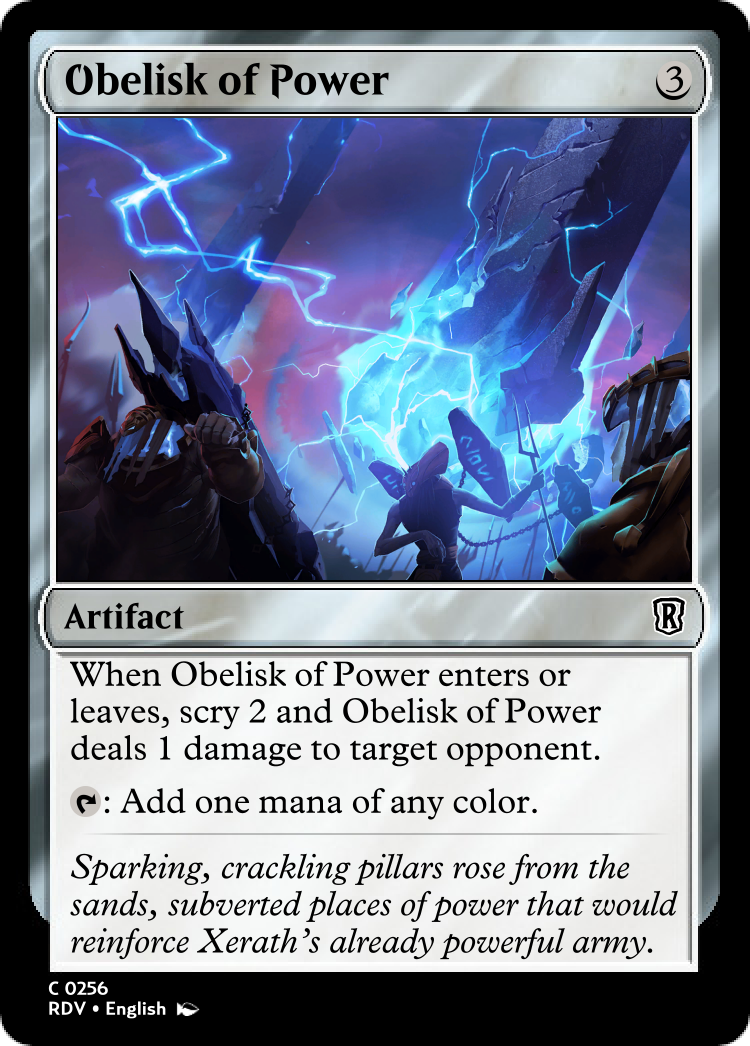 Obelisk of Power
3
Artifact
R
When Obelisk of Power enters or
leaves, scry 2 and Obelisk of Power
deals 1 damage to target opponent.
: Add one mana of any color.
Sparking, crackling pillars rose from the
sands, subverted places of power that would
reinforce Xerath's already powerful army.
C 0256
RDV • English